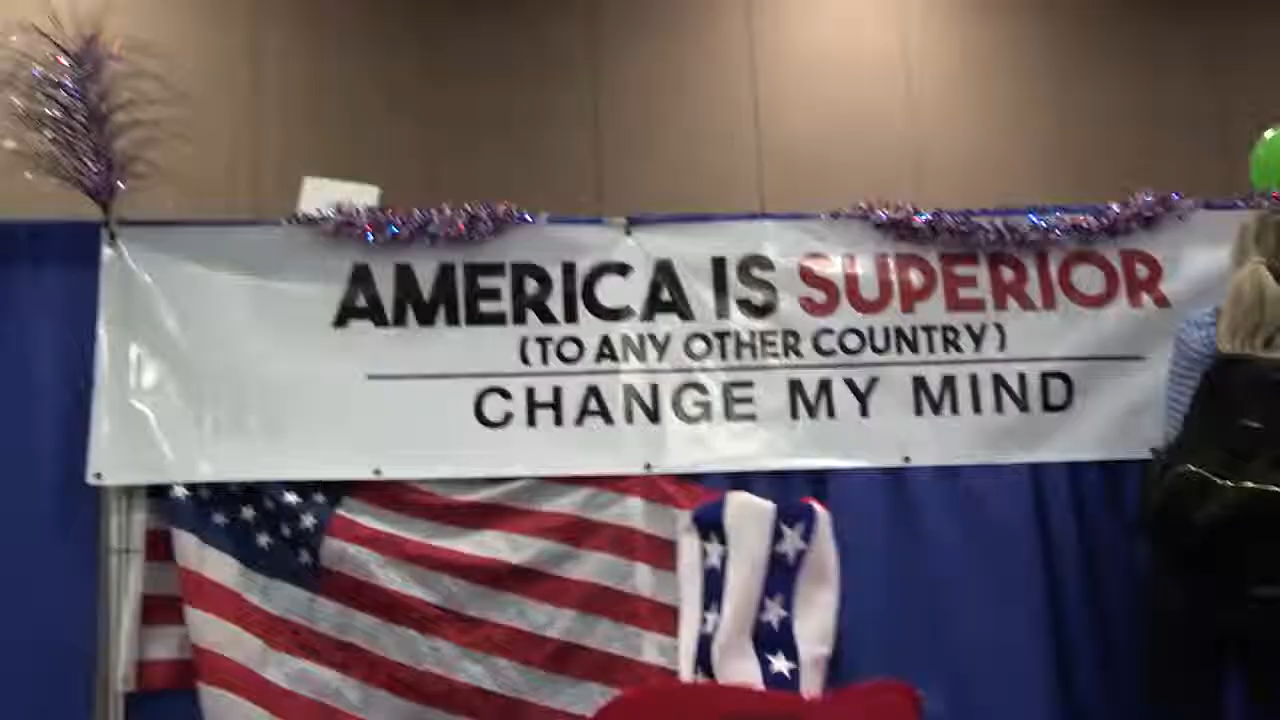 AMERICA IS SUPERIOR
(TO ANY OTHER COUNTRY)
CHANGE MY MIND